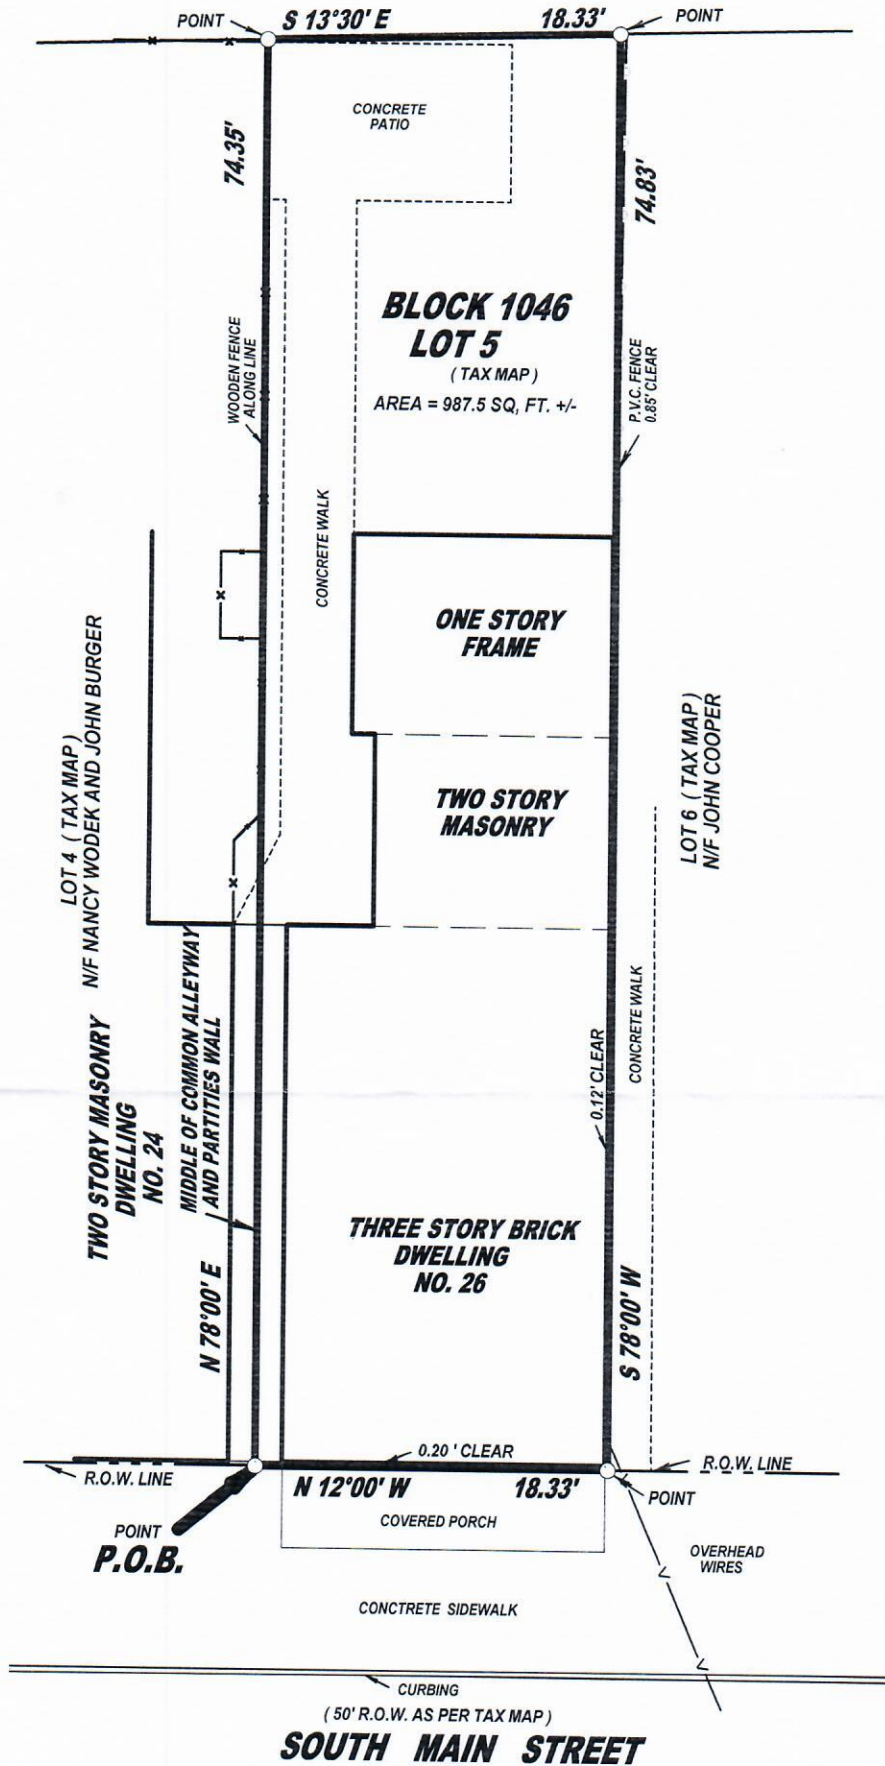 POINT
S 13°30' E
18.33'
POINT
CONCRETE
PATIO
74.35'
74.83'
BLOCK 1046
LOT 5
( TAX MAP )
AREA = 987.5 SQ, FT. +/-
WOODEN FENCE
ALONG LINE
P.V.C. FENCE
0.85' CLEAR
CONCRETE WALK
ONE STORY
FRAME
LOT 4 ( TAX MAP )
N/F NANCY WODEK AND JOHN BURGER
TWO STORY
MASONRY
LOT 6 ( TAX MAP )
N/F JOHN COOPER
TWO STORY MASONRY
DWELLING
NO. 24
MIDDLE OF COMMON ALLEYWAY
AND PARTITIES WALL
CONCRETE WALK
0.12' CLEAR
THREE STORY BRICK
DWELLING
NO. 26
N 78°00' E
S 78°00' W
0.20 ' CLEAR
R.O.W. LINE
R.O.W. LINE
N 12°00' W
18.33'
POINT
POINT
P.O.B.
COVERED PORCH
OVERHEAD
WIRES
CONCTRETE SIDEWALK
CURBING
( 50' R.O.W. AS PER TAX MAP )
SOUTH MAIN STREET